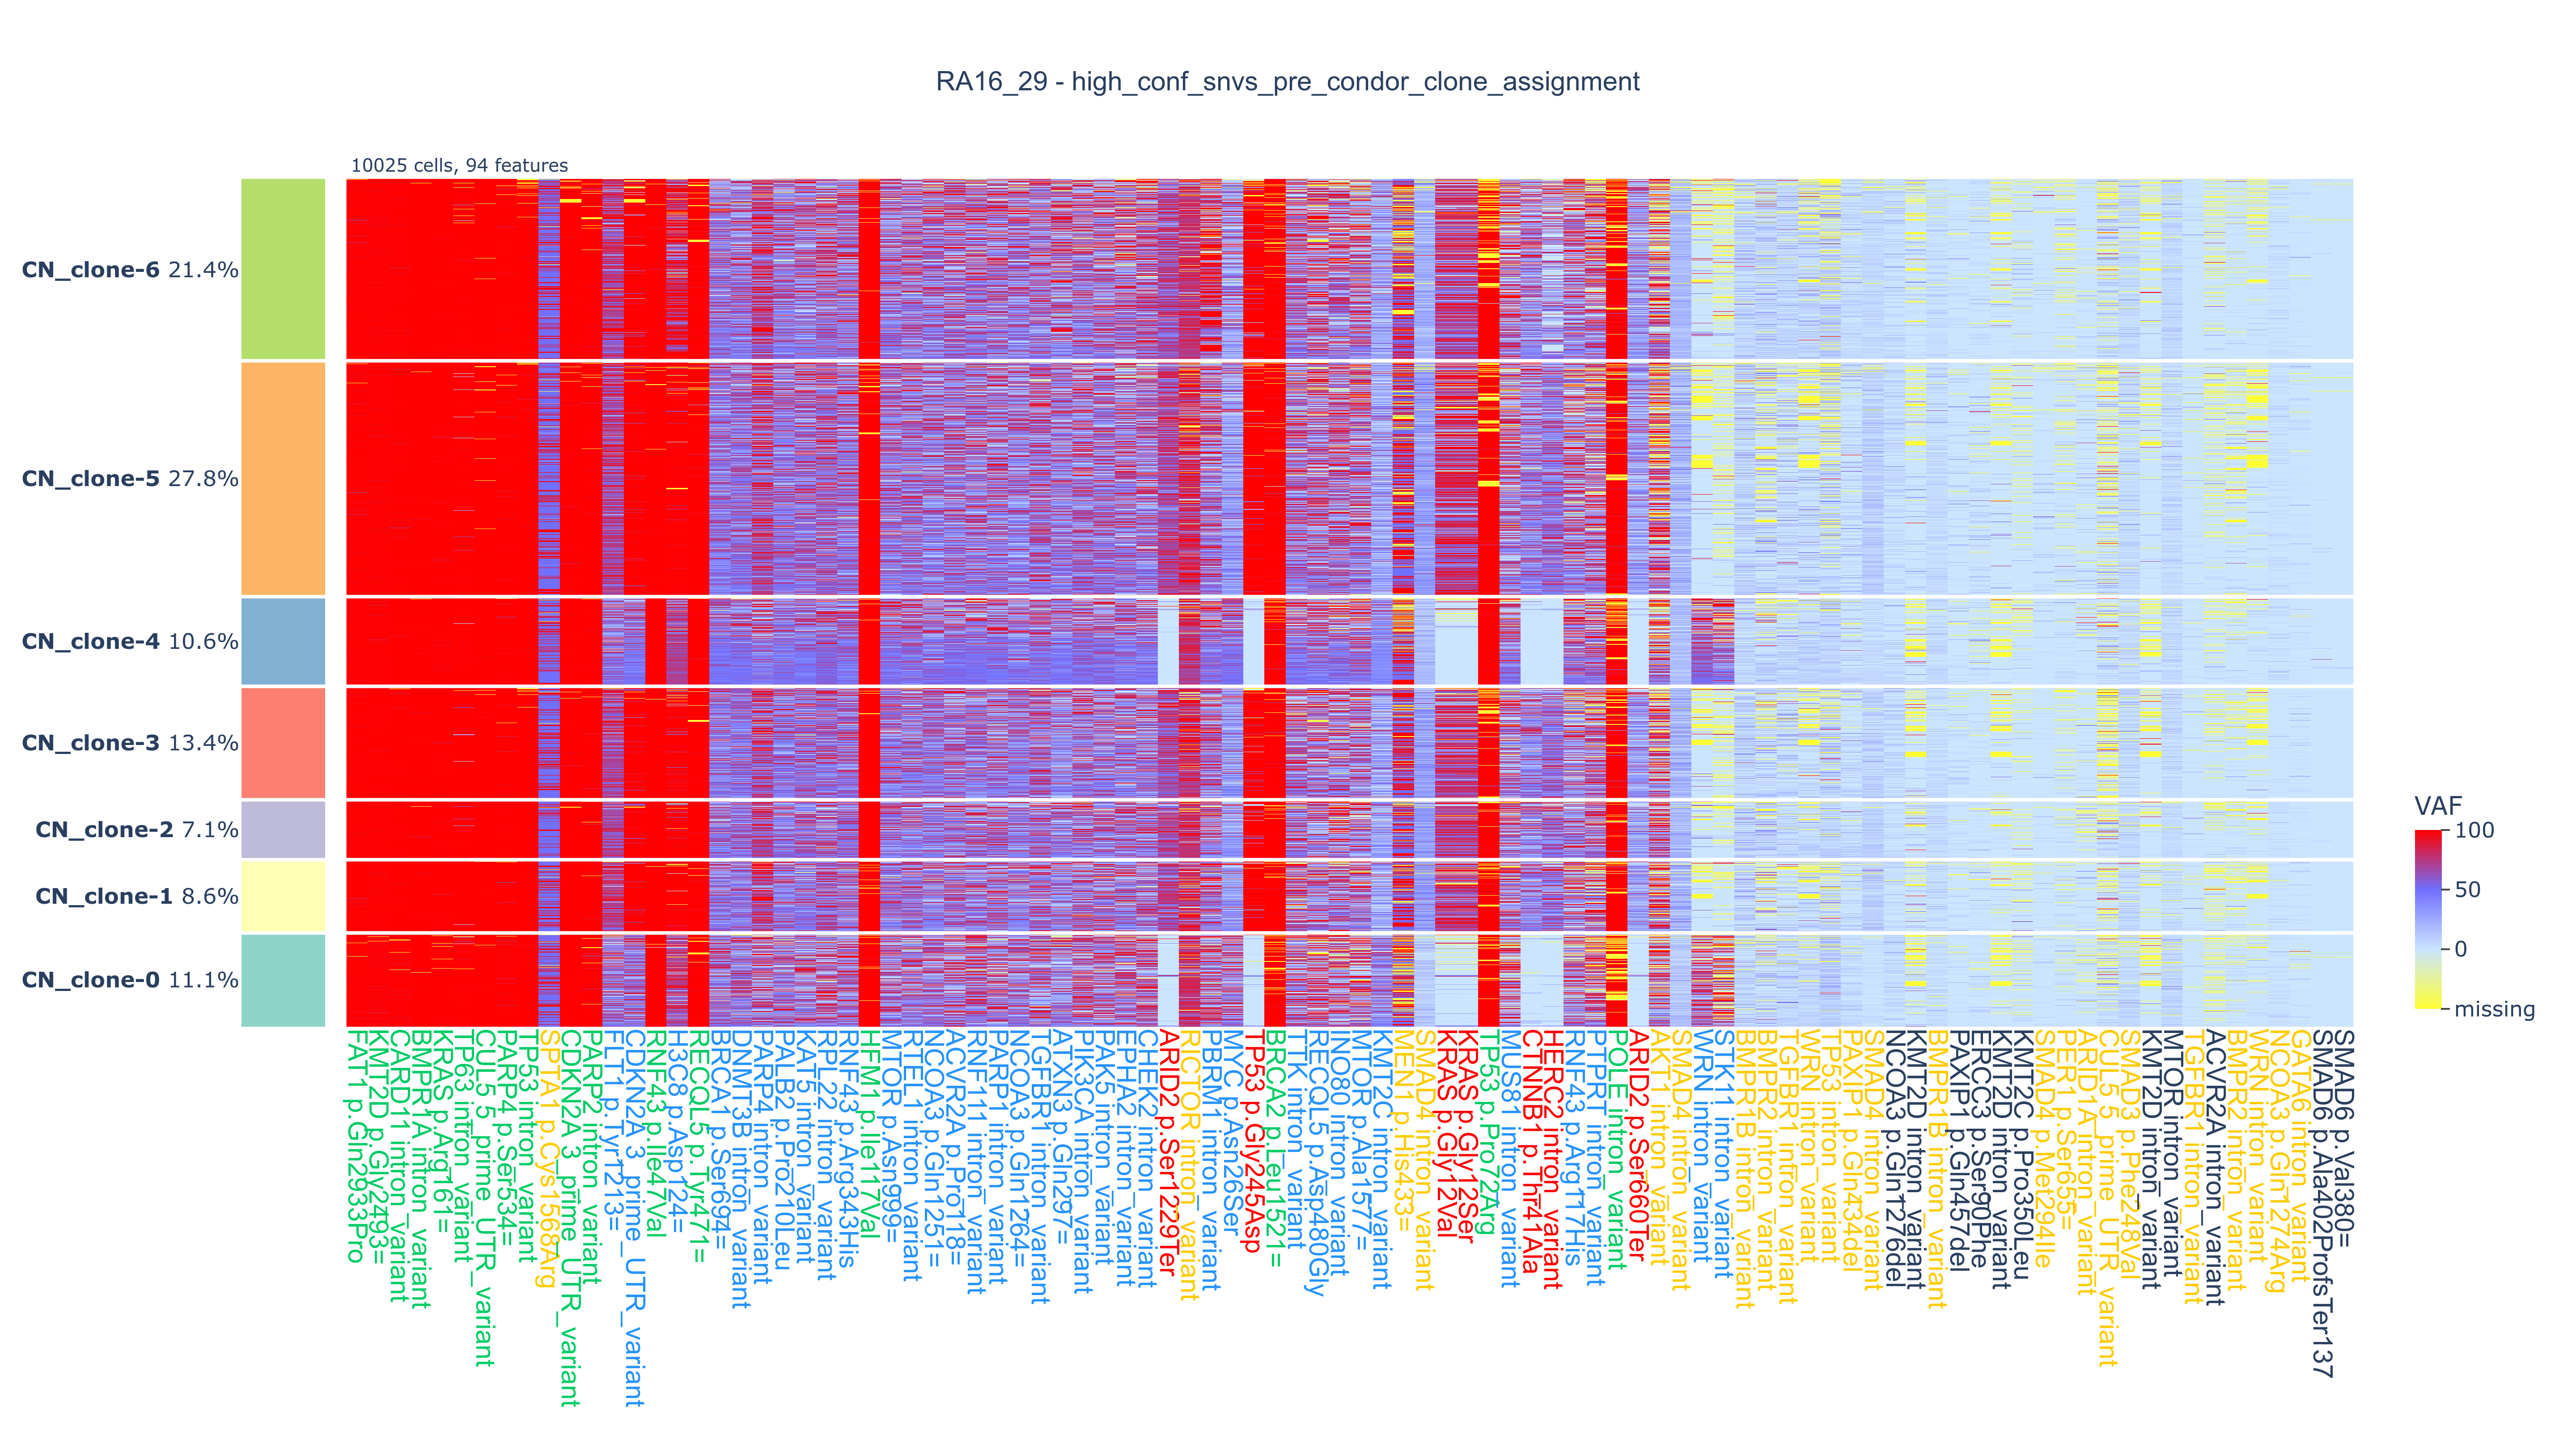 RA16_29 - high_conf_snvs_pre_condor_clone_assignment
10025 cells, 94 features
CN_clone-6 21.4%
CN_clone-5 27.8%
CN_clone-4 10.6%
CN_clone-3 13.4%
CN_clone-2 7.1%
CN_clone-1 8.6%
CN_clone-0 11.1%
VAF
100
50
0
missing
FAT1 p.Gln2933Pro
KMT2D p.Gly2493=
CARD11 intron_variant
BMPR1A intron_variant
KRAS p.Arg161=
TP63 intron_variant
CUL5 5_prime_UTR_variant
PARP4 p.Ser534=
TP53 intron_variant
SPTA1 p.Cys1568Arg
CDKN2A 3_prime_UTR_variant
PARP2 intron_variant
FLT1 p.Tyr1213=
CDKN2A 3_prime_UTR_variant
RNF43 p.Ile47Val
H3C8 p.Asp124=
RECQL5 p.Tyr471=
BRCA1 p.Ser694=
DNMT3B intron_variant
PARP4 intron_variant
PALB2 p.Pro210Leu
KAT5 intron_variant
RPL22 intron_variant
RNF43 p.Arg343His
HFM1 p.Ile117Val
MTOR p.Asn999=
RTEL1 intron_variant
NCOA3 p.Gln1251=
ACVR2A p.Pro118=
RNF111 intron_variant
PARP1 intron_variant
NCOA3 p.Gln1264=
TGFBR1 intron_variant
ATXN3 p.Gln297=
PIK3CA intron_variant
PAK5 intron_variant
EPHA2 intron_variant
CHEK2 intron_variant
ARID2 p.Ser1229Ter
RICTOR intron_variant
PBRM1 intron_variant
MYC p.Asn26Ser
TP53 p.Gly245Asp
BRCA2 p.Leu1521=
TTK intron_variant
RECQL5 p.Asp480Gly
INO80 intron_variant
MTOR p.Ala1577=
KMT2C intron_variant
MEN1 p.His433=
SMAD4 intron_variant
KRAS p.Gly12Val
KRAS p.Gly12Ser
TP53 p.Pro72Arg
MUS81 intron_variant
CTNNB1 p.Thr41Ala
HERC2 intron_variant
RNF43 p.Arg117His
PTPRT intron_variant
POLE intron_variant
ARID2 p.Ser660Ter
AKT1 intron_variant
SMAD4 intron_variant
WRN intron_variant
STK11 intron_variant
BMPR1B intron_variant
BMPR2 intron_variant
TGFBR1 intron_variant
WRN intron_variant
TP53 intron_variant
PAXIP1 p.Gln434del
SMAD4 intron_variant
NCOA3 p.Gln1276del
KMT2D intron_variant
BMPR1B intron_variant
PAXIP1 p.Gln457del
ERCC3 p.Ser90Phe
KMT2D intron_variant
KMT2C p.Pro350Leu
SMAD4 p.Met294Ile
PER1 p.Ser655=
ARID1A intron_variant
CUL5 5_prime_UTR_variant
SMAD3 p.Phe248Val
KMT2D intron_variant
MTOR intron_variant
TGFBR1 intron_variant
ACVR2A intron_variant
BMPR2 intron_variant
WRN intron_variant
NCOA3 p.Gln1274Arg
GATA6 intron_variant
SMAD6 p.Ala402ProfsTer137
SMAD6 p.Val380=